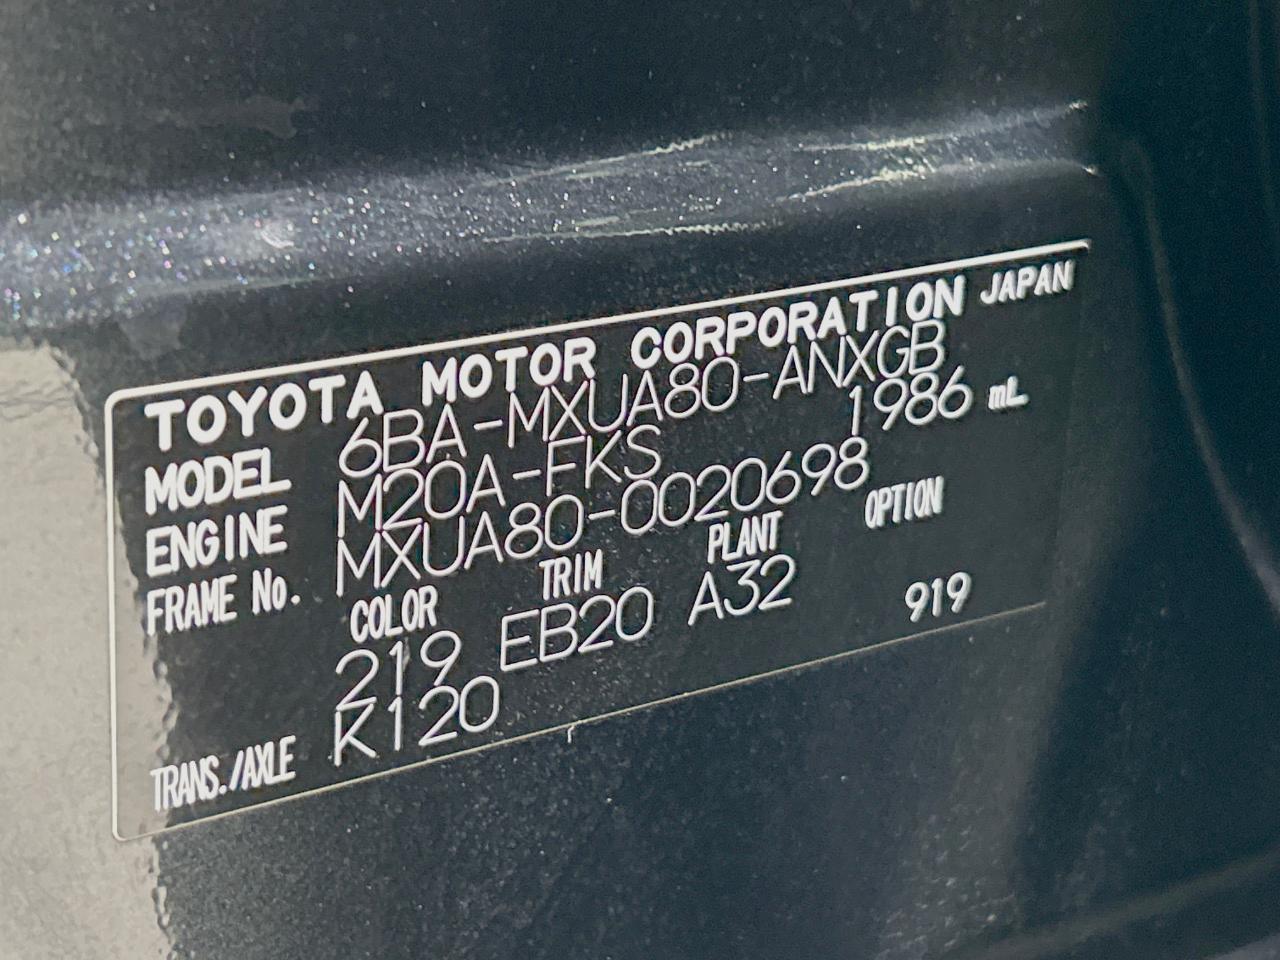 TOYOTA MOTOR CORPORATION JAPAN
MODEL 6BA-MXUA80-ANXGB
ENGINE M20A-FKS 1986 mL
FRAME No. MXUA80-0020698
COLOR TRIM PLANT OPTION
219 EB20 A32 919
TRANS./AXLE K120